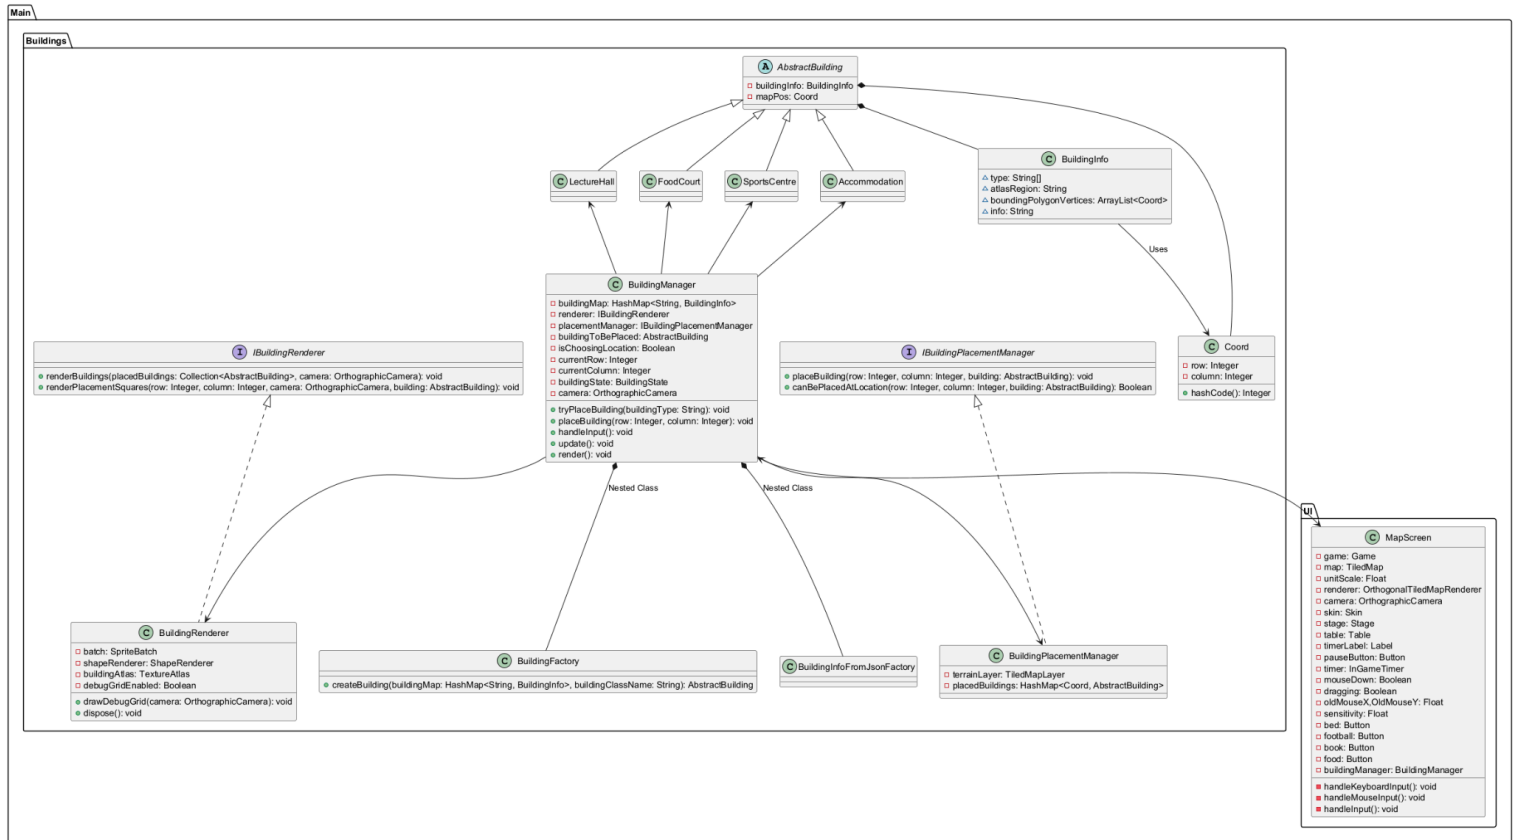 Main
Buildings
A AbstractBuilding
buildingInfo: BuildingInfo
mapPos: Coord
C BuildingInfo
type: String[]
atlasRegion: String
boundingPolygonVertices: ArrayList<Coord>
info: String
C LectureHall
C FoodCourt
C SportsCentre
C Accommodation
Uses
C BuildingManager
buildingMap: HashMap<String, BuildingInfo>
renderer: IBuildingRenderer
placementManager: IBuildingPlacementManager
buildingToBePlaced: AbstractBuilding
isChoosingLocation: Boolean
currentRow: Integer
currentColumn: Integer
buildingState: BuildingState
camera: OrthographicCamera
tryPlaceBuilding(buildingType: String): void
placeBuilding(row: Integer, column: Integer): void
handleInput(): void
update(): void
render(): void
I IBuildingRenderer
renderBuildings(placedBuildings: Collection<AbstractBuilding>, camera: OrthographicCamera): void
renderPlacementSquares(row: Integer, column: Integer, camera: OrthographicCamera, building: AbstractBuilding): void
I IBuildingPlacementManager
placeBuilding(row: Integer, column: Integer, building: AbstractBuilding): void
canBePlacedAtLocation(row: Integer, column: Integer, building: AbstractBuilding): Boolean
C Coord
row: Integer
column: Integer
hashCode(): Integer
Nested Class
Nested Class
UI
C MapScreen
game: Game
map: TiledMap
unitScale: Float
renderer: OrthogonalTiledMapRenderer
camera: OrthographicCamera
skin: Skin
stage: Stage
table: Table
timerLabel: Label
pauseButton: Button
timer: InGameTimer
mouseDown: Boolean
dragging: Boolean
oldMouseX,OldMouseY: Float
sensitivity: Float
bed: Button
football: Button
book: Button
food: Button
buildingManager: BuildingManager
handleKeyboardInput(): void
handleMouseInput(): void
handleInput(): void
C BuildingRenderer
batch: SpriteBatch
shapeRenderer: ShapeRenderer
buildingAtlas: TextureAtlas
debugGridEnabled: Boolean
drawDebugGrid(camera: OrthographicCamera): void
dispose(): void
C BuildingFactory
createBuilding(buildingMap: HashMap<String, BuildingInfo>, buildingClassName: String): AbstractBuilding
C BuildingInfoFromJsonFactory
C BuildingPlacementManager
terrainLayer: TiledMapLayer
placedBuildings: HashMap<Coord, AbstractBuilding>